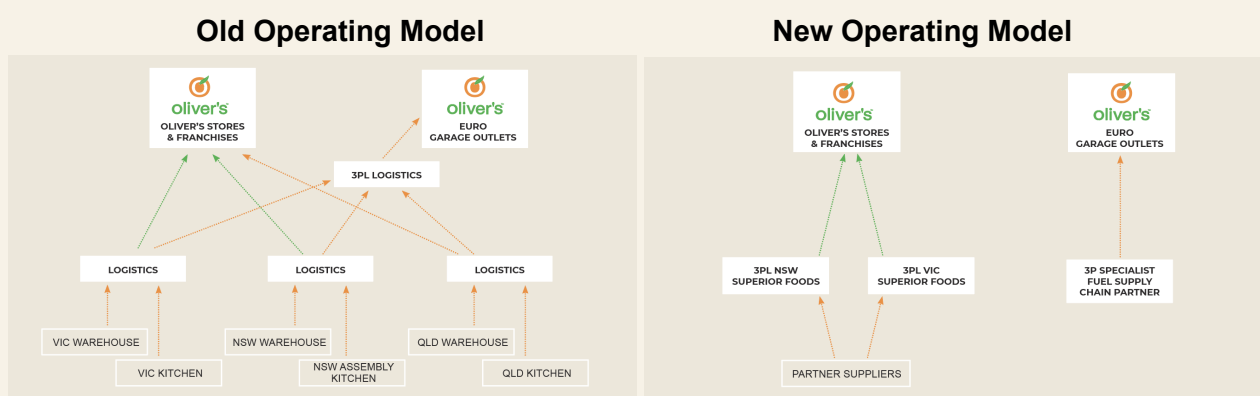 Old Operating Model
oliver's
OLIVER'S STORES
& FRANCHISES
oliver's
EURO
GARAGE OUTLETS
3PL LOGISTICS
LOGISTICS
LOGISTICS
LOGISTICS
VIC WAREHOUSE
NSW WAREHOUSE
QLD WAREHOUSE
VIC KITCHEN
NSW ASSEMBLY
KITCHEN
QLD KITCHEN
New Operating Model
oliver's
OLIVER'S STORES
& FRANCHISES
oliver's
EURO
GARAGE OUTLETS
3PL NSW
SUPERIOR FOODS
3PL VIC
SUPERIOR FOODS
3P SPECIALIST
FUEL SUPPLY
CHAIN PARTNER
PARTNER SUPPLIERS